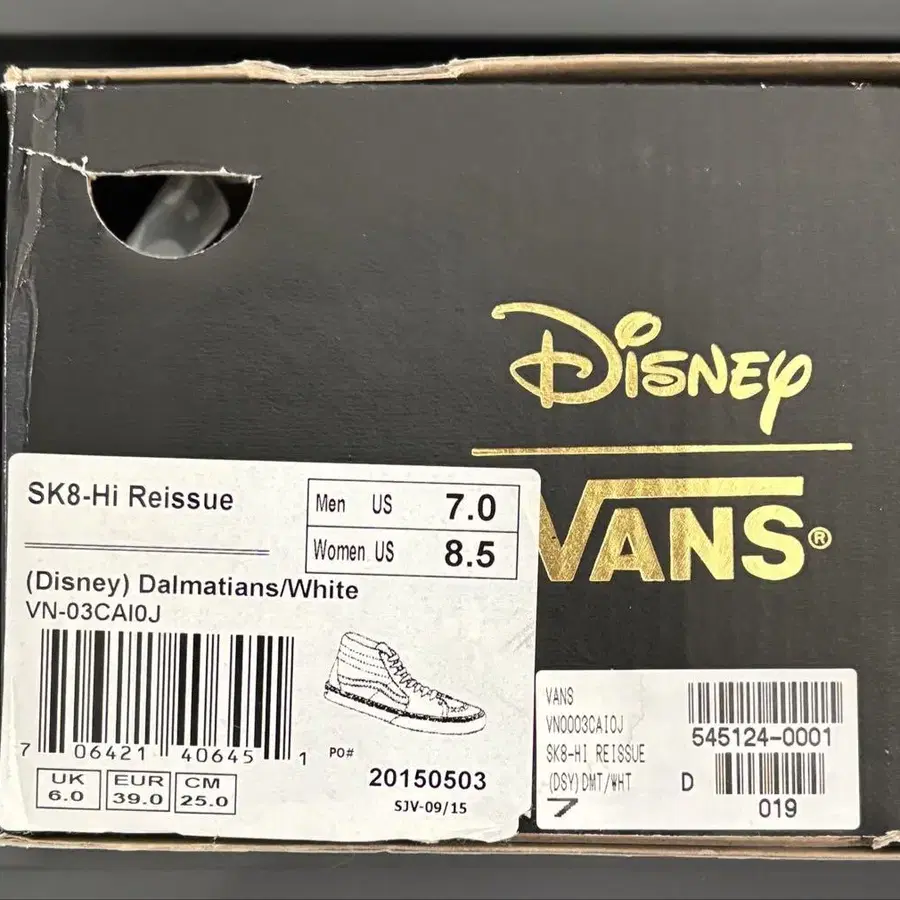 Disney
VANS®
SK8-Hi Reissue
Men US 7.0
Women US 8.5
(Disney) Dalmatians/White
VN-03CAI0J
7 06421 40645 1
PO#
20150503
SJV-09/15
UK 6.0
EUR 39.0
CM 25.0
VANS
VN0003CAI0J
545124-0001
SK8-HI REISSUE
(DSY)DMT/WHT
D
7
019